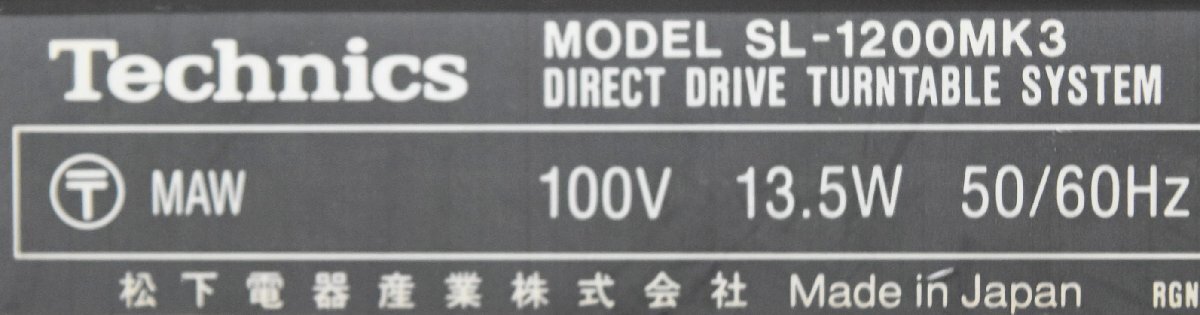 Technics MODEL SL-1200MK3
DIRECT DRIVE TURNTABLE SYSTEM
〶 MAW 100V 13.5W 50/60Hz
松下電器産業株式会社 Made in Japan RGN